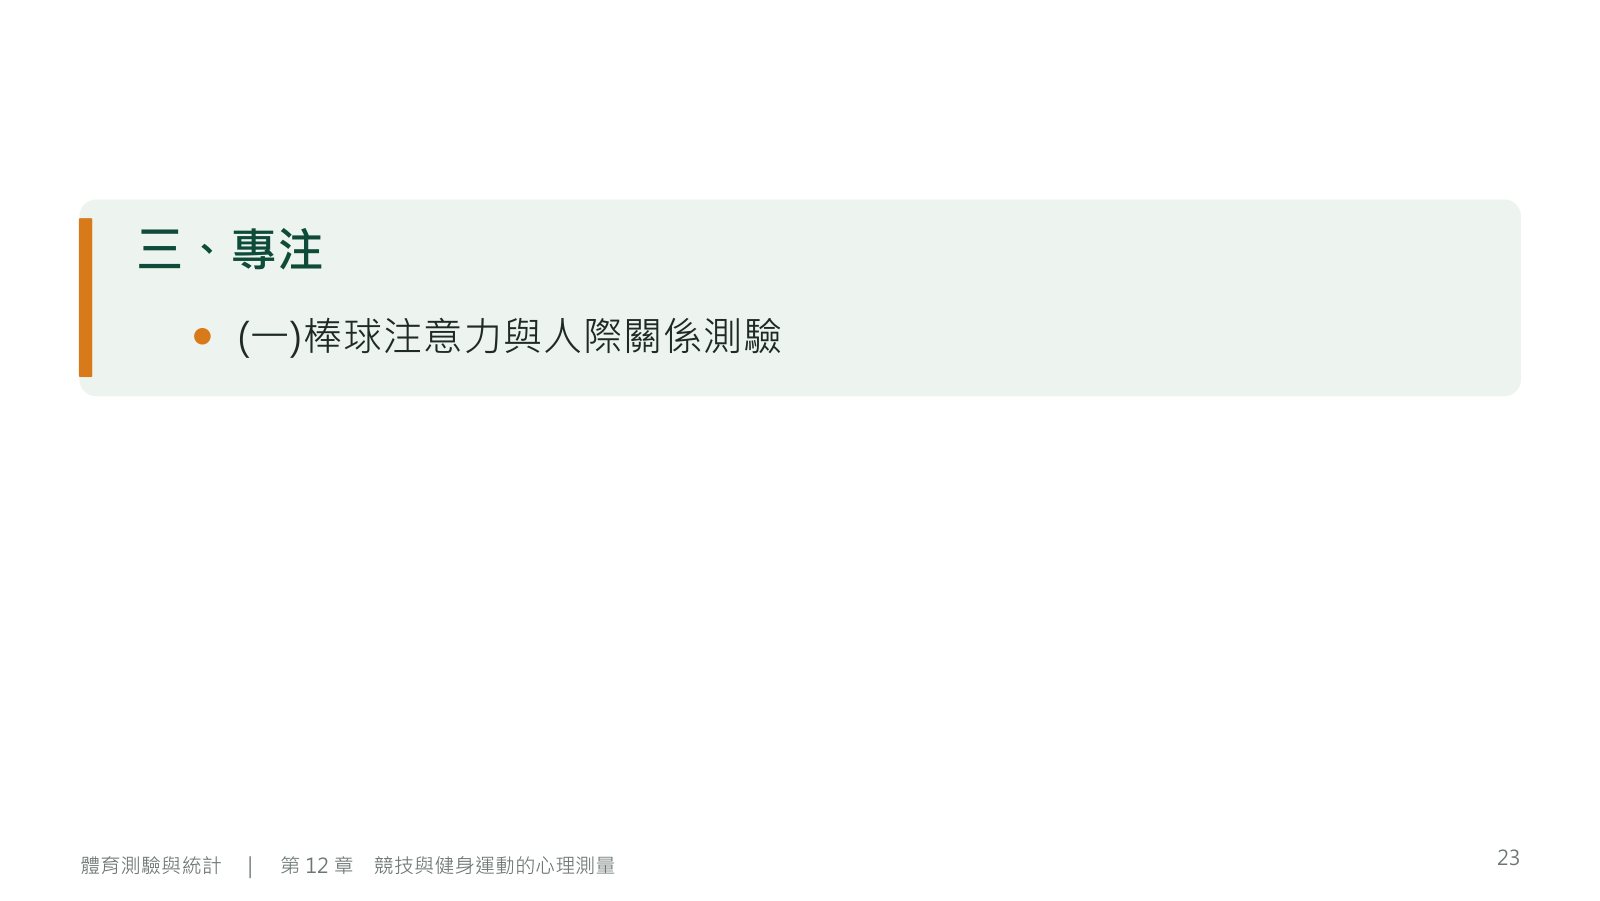 三、專注
(一)棒球注意力與人際關係測驗
體育測驗與統計 | 第 12 章 競技與健身運動的心理測量
23